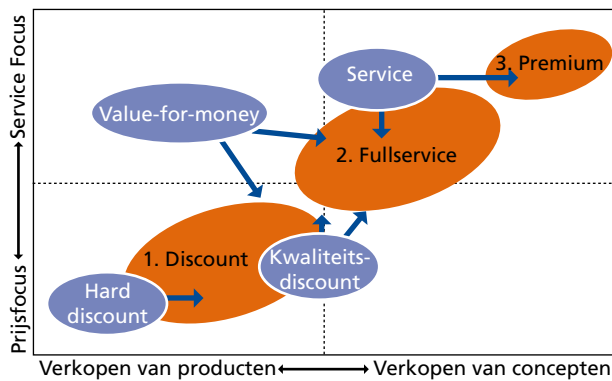 Service Focus
Prijsfocus
3. Premium
Service
Value-for-money
2. Fullservice
1. Discount
Kwaliteits-
discount
Hard
discount
Verkopen van producten
Verkopen van concepten